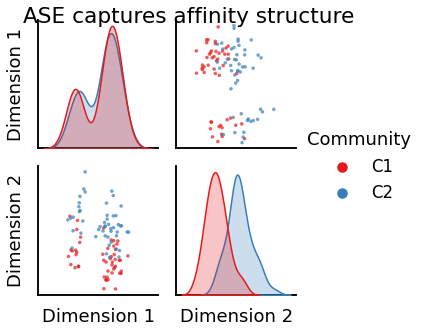 ASE captures affinity structure
Dimension 1
Dimension 2
Dimension 1
Dimension 2
Community
C1
C2